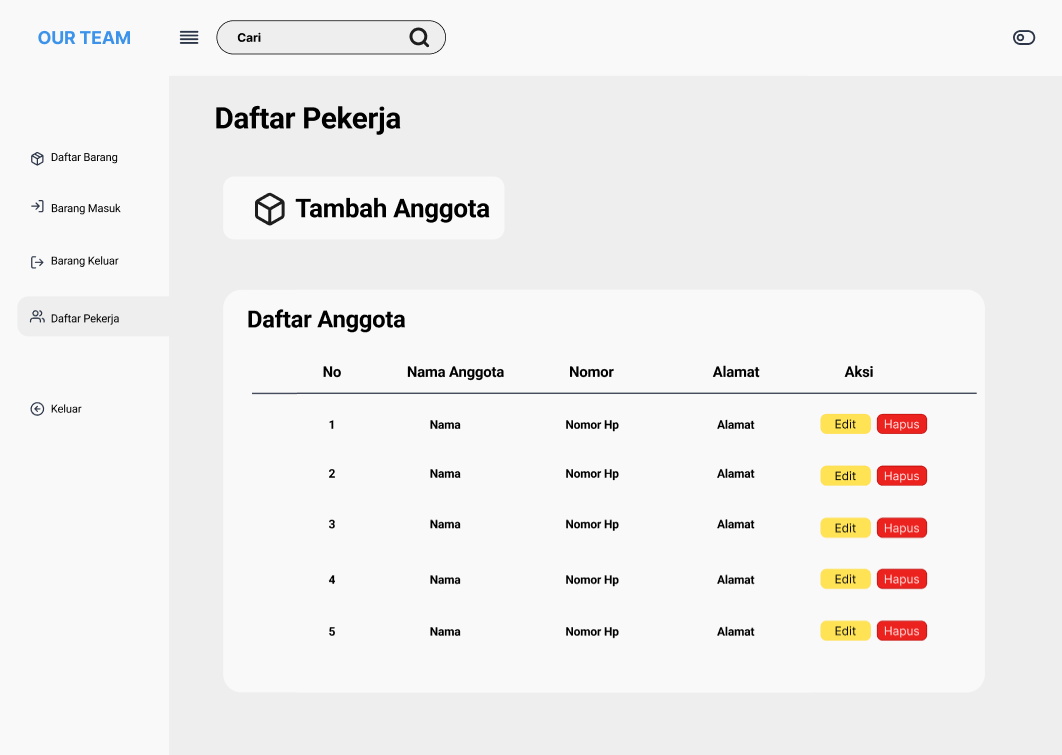 OUR TEAM
Cari
Daftar Barang
Barang Masuk
Barang Keluar
Daftar Pekerja
Keluar
Daftar Pekerja
Tambah Anggota
Daftar Anggota
No Nama Anggota Nomor Alamat Aksi
1 Nama Nomor Hp Alamat Edit Hapus
2 Nama Nomor Hp Alamat Edit Hapus
3 Nama Nomor Hp Alamat Edit Hapus
4 Nama Nomor Hp Alamat Edit Hapus
5 Nama Nomor Hp Alamat Edit Hapus